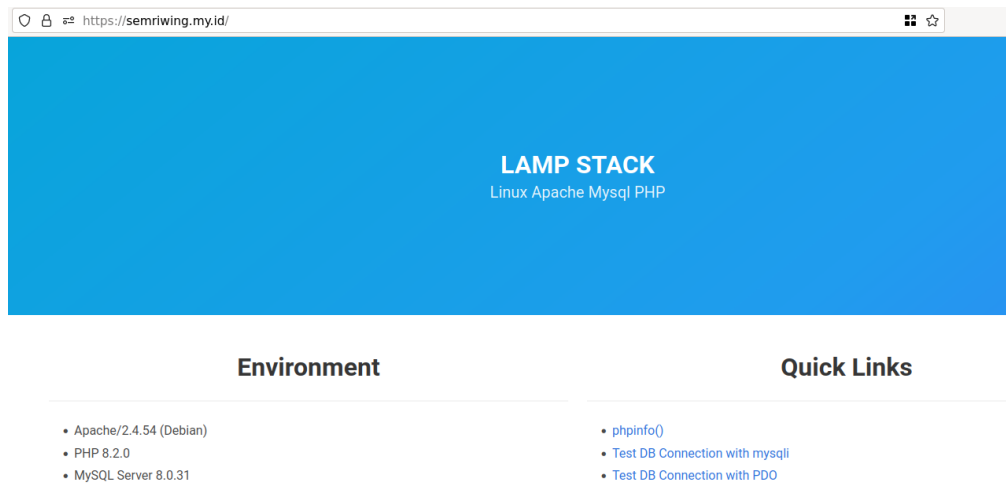 https://semriwing.my.id/
LAMP STACK
Linux Apache Mysql PHP
Environment
Apache/2.4.54 (Debian)
PHP 8.2.0
MySQL Server 8.0.31
Quick Links
phpinfo()
Test DB Connection with mysqli
Test DB Connection with PDO